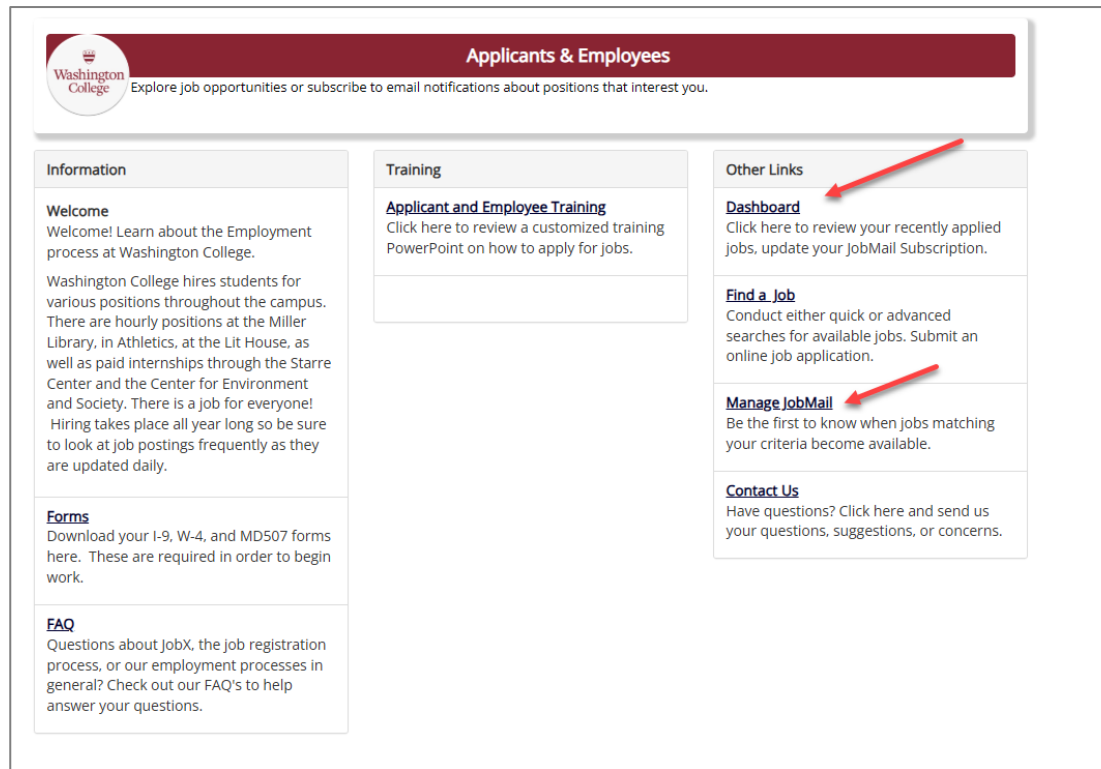 Applicants & Employees
Washington
College
Explore job opportunities or subscribe to email notifications about positions that interest you.
Information
Welcome
Welcome! Learn about the Employment
process at Washington College.
Washington College hires students for
various positions throughout the campus.
There are hourly positions at the Miller
Library, in Athletics, at the Lit House, as
well as paid internships through the Starre
Center and the Center for Environment
and Society. There is a job for everyone!
Hiring takes place all year long so be sure
to look at job postings frequently as they
are updated daily.
Forms
Download your I-9, W-4, and MD507 forms
here.  These are required in order to begin
work.
FAQ
Questions about JobX, the job registration
process, or our employment processes in
general? Check out our FAQ's to help
answer your questions.
Training
Applicant and Employee Training
Click here to review a customized training
PowerPoint on how to apply for jobs.
Other Links
Dashboard
Click here to review your recently applied
jobs, update your JobMail Subscription.
Find a  Job
Conduct either quick or advanced
searches for available jobs. Submit an
online job application.
Manage JobMail
Be the first to know when jobs matching
your criteria become available.
Contact Us
Have questions? Click here and send us
your questions, suggestions, or concerns.